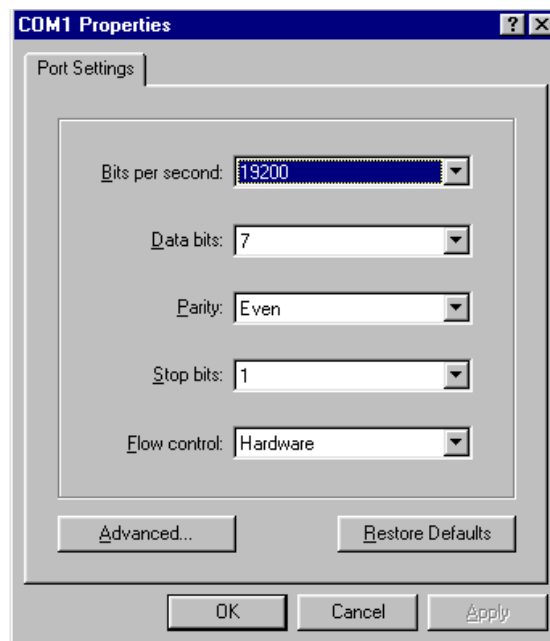 COM1 Properties
Port Settings
Bits per second: 19200
Data bits: 7
Parity: Even
Stop bits: 1
Flow control: Hardware
Advanced... Restore Defaults
OK Cancel Apply